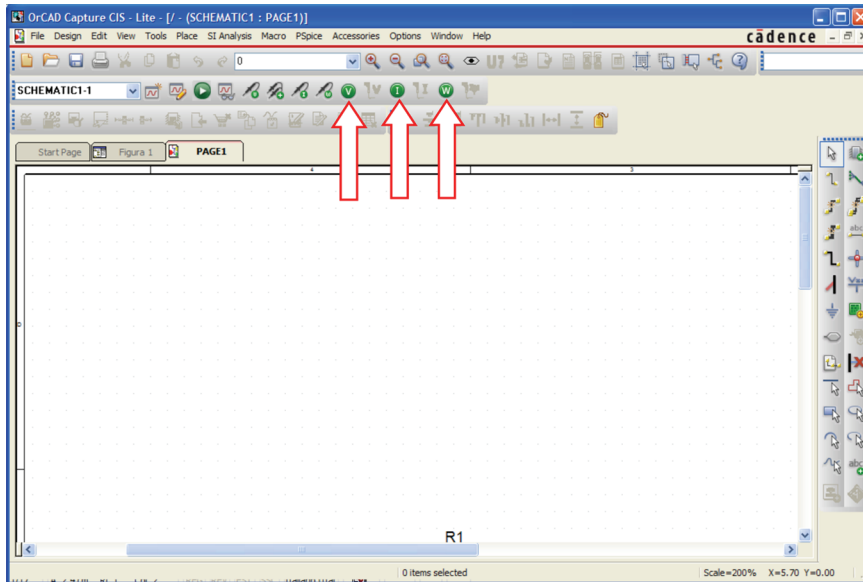 OrCAD Capture CIS - Lite - [/ - (SCHEMATIC1 : PAGE1)]
File Design Edit View Tools Place SI Analysis Macro PSpice Accessories Options Window Help
cādence
0
U?
SCHEMATIC1-1
V
V
I
I
W
Start Page
Figura 1
PAGE1
4
3
abc
R1
0 items selected
Scale=200% X=5.70 Y=0.00